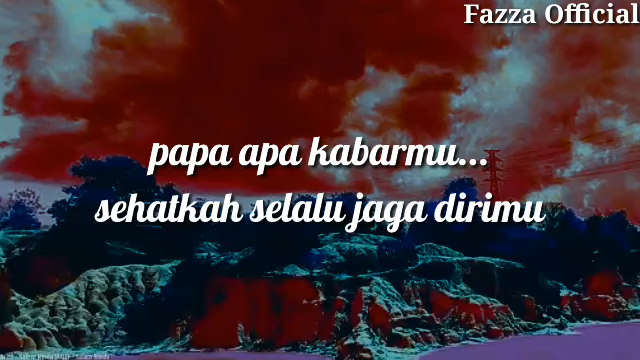 Fazza Official
papa apa kabarmu...
sehatkah selalu jaga dirimu